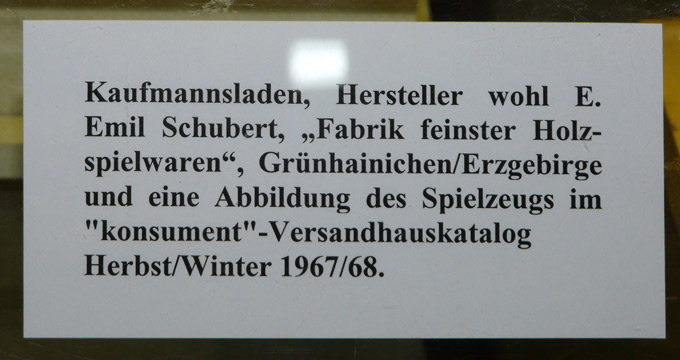 Kaufmannsladen, Hersteller wohl E.
Emil Schubert, „Fabrik feinster Holz-
spielwaren“, Grünhainichen/Erzgebirge
und eine Abbildung des Spielzeugs im
"konsument"-Versandhauskatalog
Herbst/Winter 1967/68.